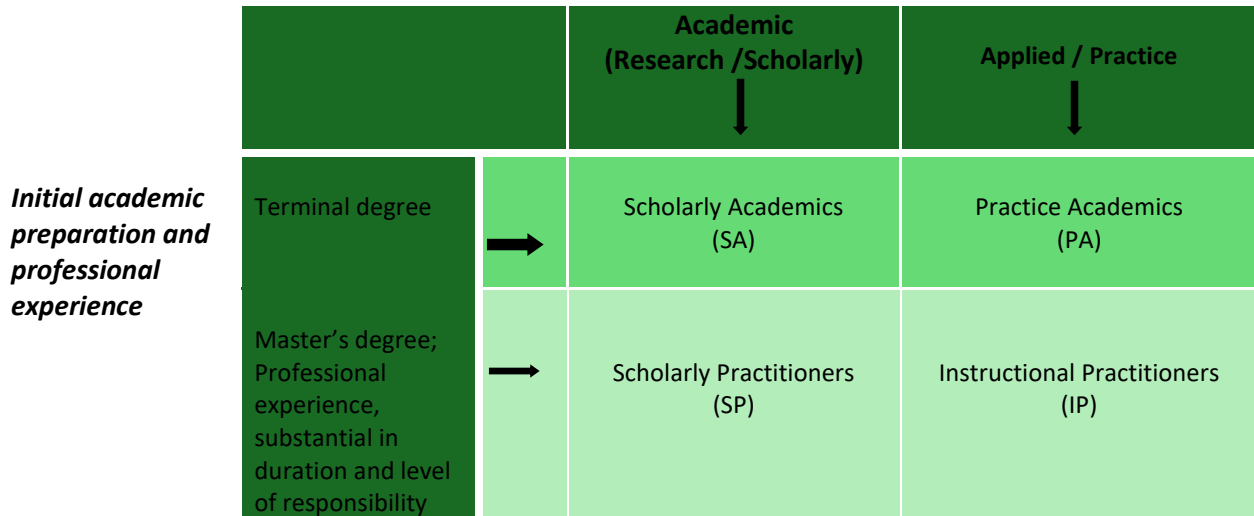 Academic
(Research /Scholarly)
Applied / Practice
Initial academic
preparation and
professional
experience
Terminal degree
Scholarly Academics
(SA)
Practice Academics
(PA)
Master’s degree;
Professional
experience,
substantial in
duration and level
of responsibility
Scholarly Practitioners
(SP)
Instructional Practitioners
(IP)